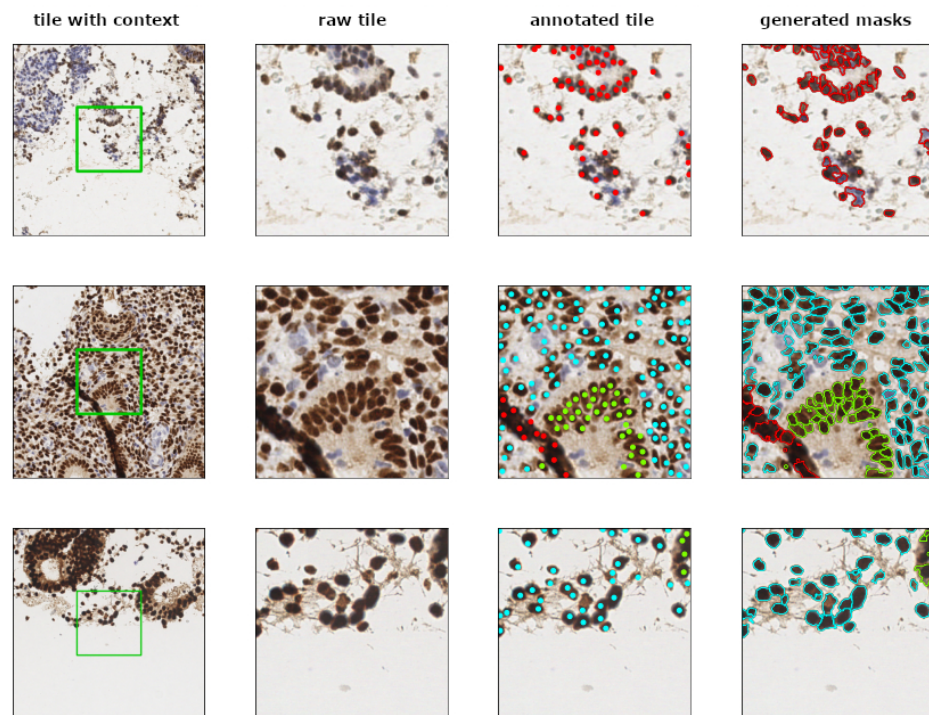 tile with context
raw tile
annotated tile
generated masks